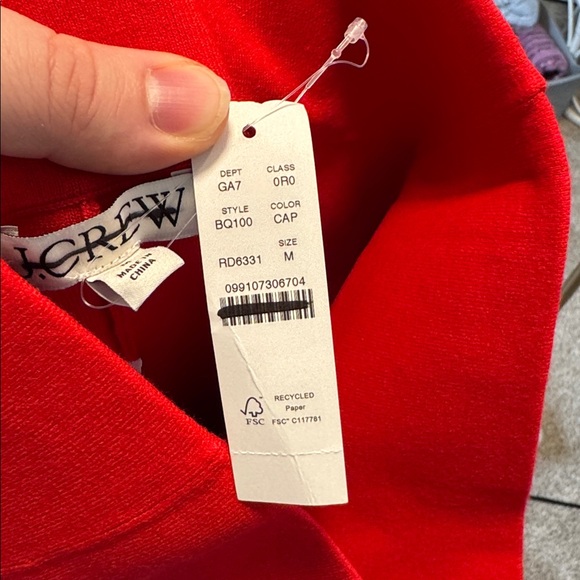 J.CREW
MADE IN
CHINA
DEPT CLASS
GA7 0R0
STYLE COLOR
BQ100 CAP
SIZE
RD6331 M
099107306704
RECYCLED
Paper
FSC
FSC™ C117781